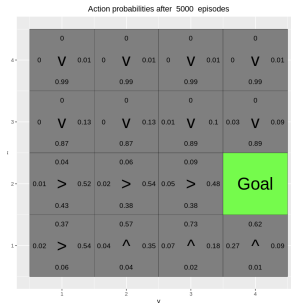 Action probabilities after 5000 episodes
0 0 0 0
4 0 v 0.01 0 v 0.01 0 v 0.01 0 v 0.01
0.99 0.99 0.99 0.99
0 0 0 0
3 0 v 0.13 0 v 0.13 0.01 v 0.1 0.03 v 0.09
0.87 0.87 0.89 0.89
0.04 0.06 0.09
2 0.01 > 0.52 0.02 > 0.54 0.05 > 0.48 Goal
0.43 0.38 0.38
0.37 0.57 0.73 0.62
1 0.02 > 0.54 0.04 ^ 0.35 0.07 ^ 0.18 0.27 ^ 0.09
0.06 0.04 0.02 0.01
1 2 3 4
y